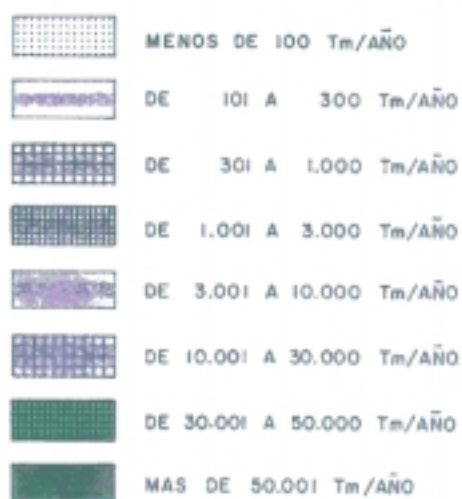 MENOS DE 100 Tm/AÑO
DE 101 A 300 Tm/AÑO
DE 301 A 1.000 Tm/AÑO
DE 1.001 A 3.000 Tm/AÑO
DE 3.001 A 10.000 Tm/AÑO
DE 10.001 A 30.000 Tm/AÑO
DE 30.001 A 50.000 Tm/AÑO
MAS DE 50.001 Tm/AÑO